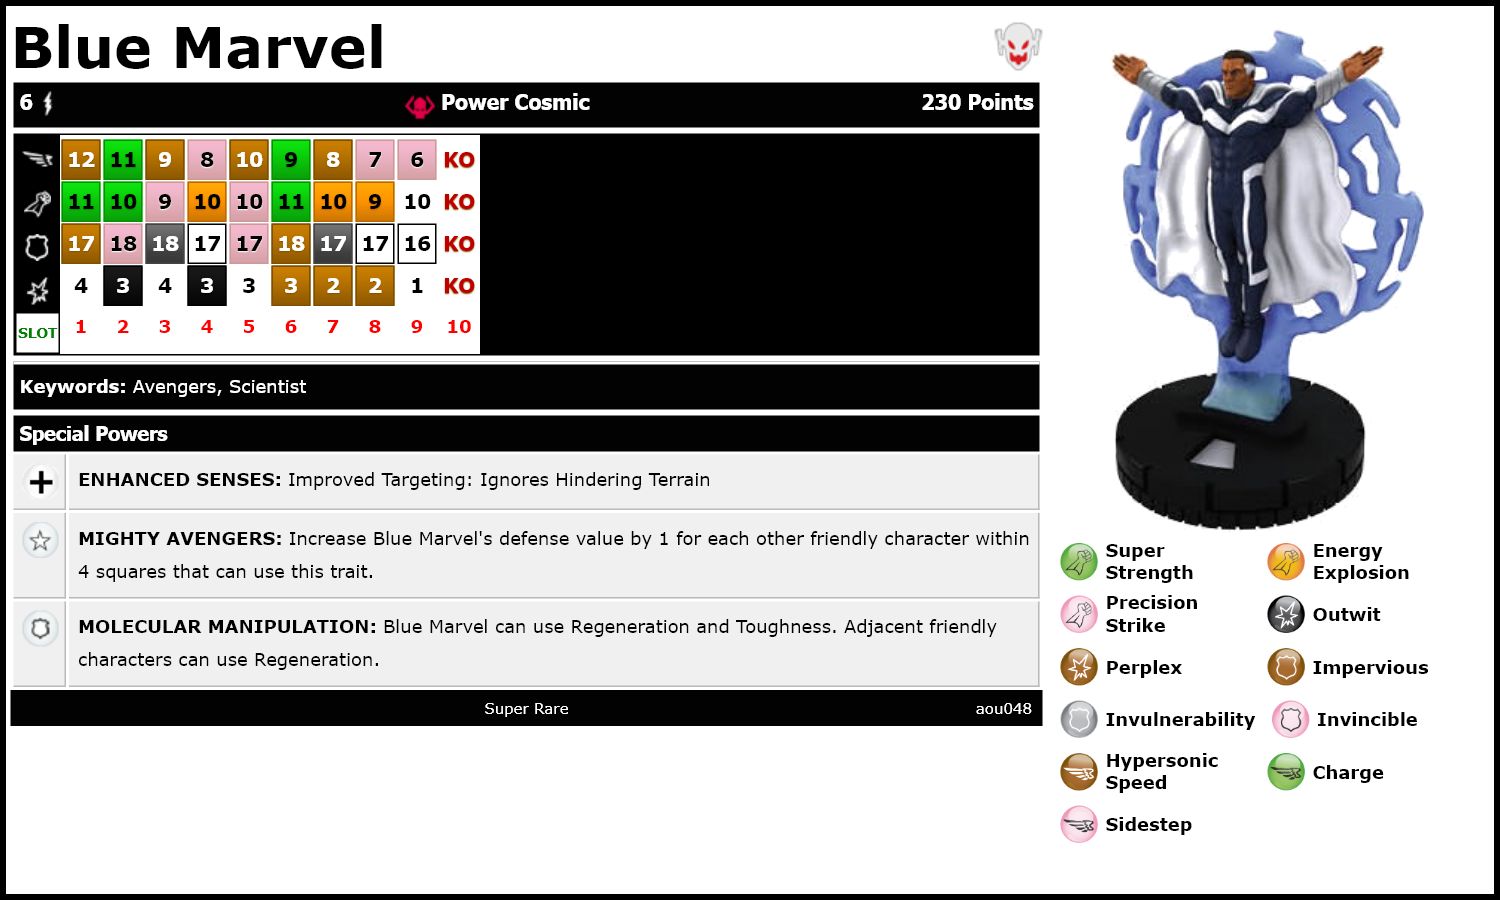 Blue Marvel
6 Power Cosmic 230 Points
12 11 9 8 10 9 8 7 6 KO
11 10 9 10 10 11 10 9 10 KO
17 18 18 17 17 18 17 17 16 KO
4 3 4 3 3 3 2 2 1 KO
SLOT 1 2 3 4 5 6 7 8 9 10
Keywords: Avengers, Scientist
Special Powers
ENHANCED SENSES: Improved Targeting: Ignores Hindering Terrain
MIGHTY AVENGERS: Increase Blue Marvel's defense value by 1 for each other friendly character within
4 squares that can use this trait.
MOLECULAR MANIPULATION: Blue Marvel can use Regeneration and Toughness. Adjacent friendly
characters can use Regeneration.
Super Rare aou048
Super
Strength
Energy
Explosion
Precision
Strike
Outwit
Perplex
Impervious
Invulnerability
Invincible
Hypersonic
Speed
Charge
Sidestep